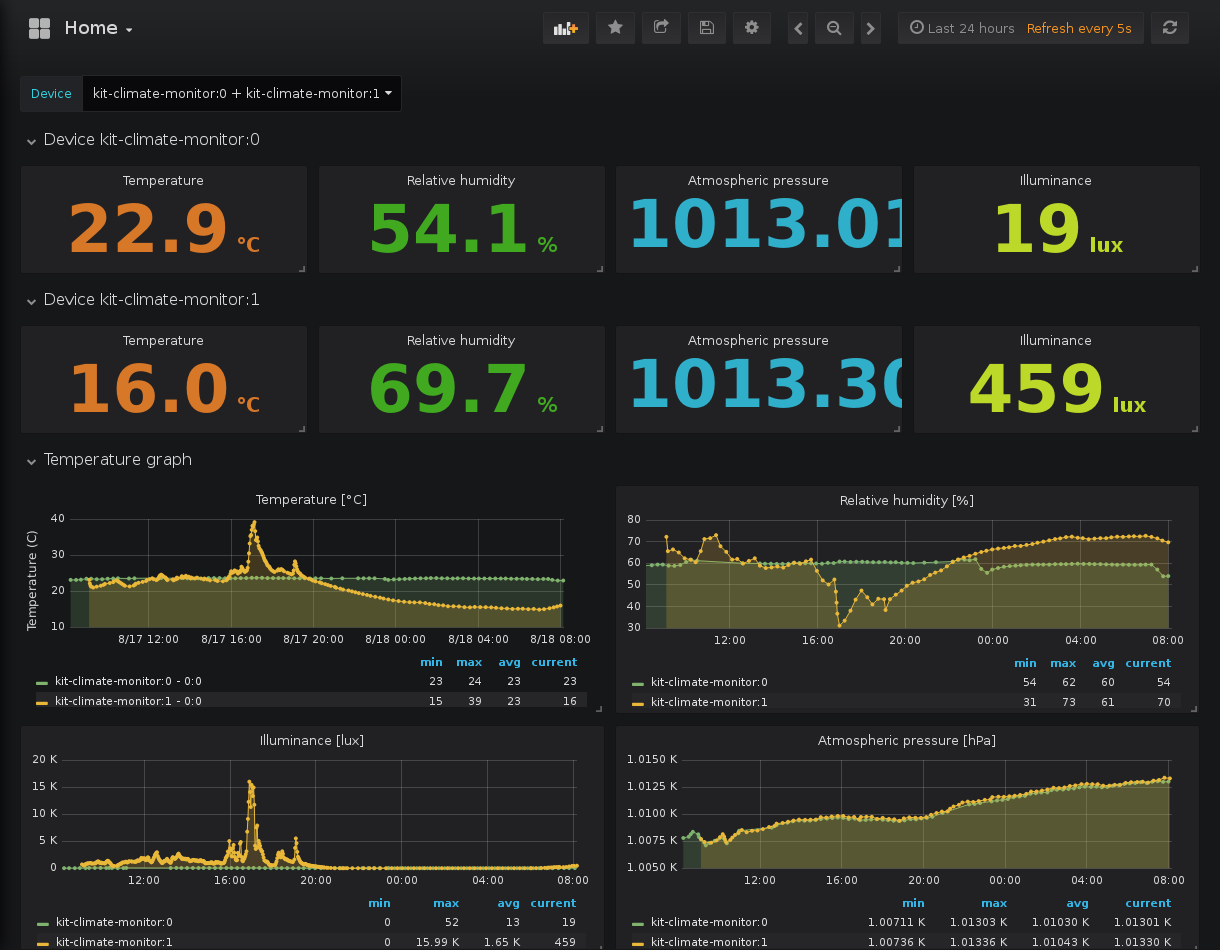 Home
Last 24 hours Refresh every 5s
Device kit-climate-monitor:0 + kit-climate-monitor:1
Device kit-climate-monitor:0
Temperature Relative humidity Atmospheric pressure Illuminance
22.9 °C 54.1 % 1013.01 19 lux
Device kit-climate-monitor:1
Temperature Relative humidity Atmospheric pressure Illuminance
16.0 °C 69.7 % 1013.30 459 lux
Temperature graph
Temperature [°C]
Temperature (C)
40
30
20
10
8/17 12:00 8/17 16:00 8/17 20:00 8/18 00:00 8/18 04:00 8/18 08:00
min max avg current
kit-climate-monitor:0 - 0:0 23 24 23 23
kit-climate-monitor:1 - 0:0 15 39 23 16
Relative humidity [%]
80
70
60
50
40
30
12:00 16:00 20:00 00:00 04:00 08:00
min max avg current
kit-climate-monitor:0 54 62 60 54
kit-climate-monitor:1 31 73 61 70
Illuminance [lux]
20 K
15 K
10 K
5 K
0
12:00 16:00 20:00 00:00 04:00 08:00
min max avg current
kit-climate-monitor:0 0 52 13 19
kit-climate-monitor:1 0 15.99 K 1.65 K 459
Atmospheric pressure [hPa]
1.0150 K
1.0125 K
1.0100 K
1.0075 K
1.0050 K
12:00 16:00 20:00 00:00 04:00 08:00
min max avg current
kit-climate-monitor:0 1.00711 K 1.01303 K 1.01030 K 1.01301 K
kit-climate-monitor:1 1.00736 K 1.01336 K 1.01043 K 1.01330 K